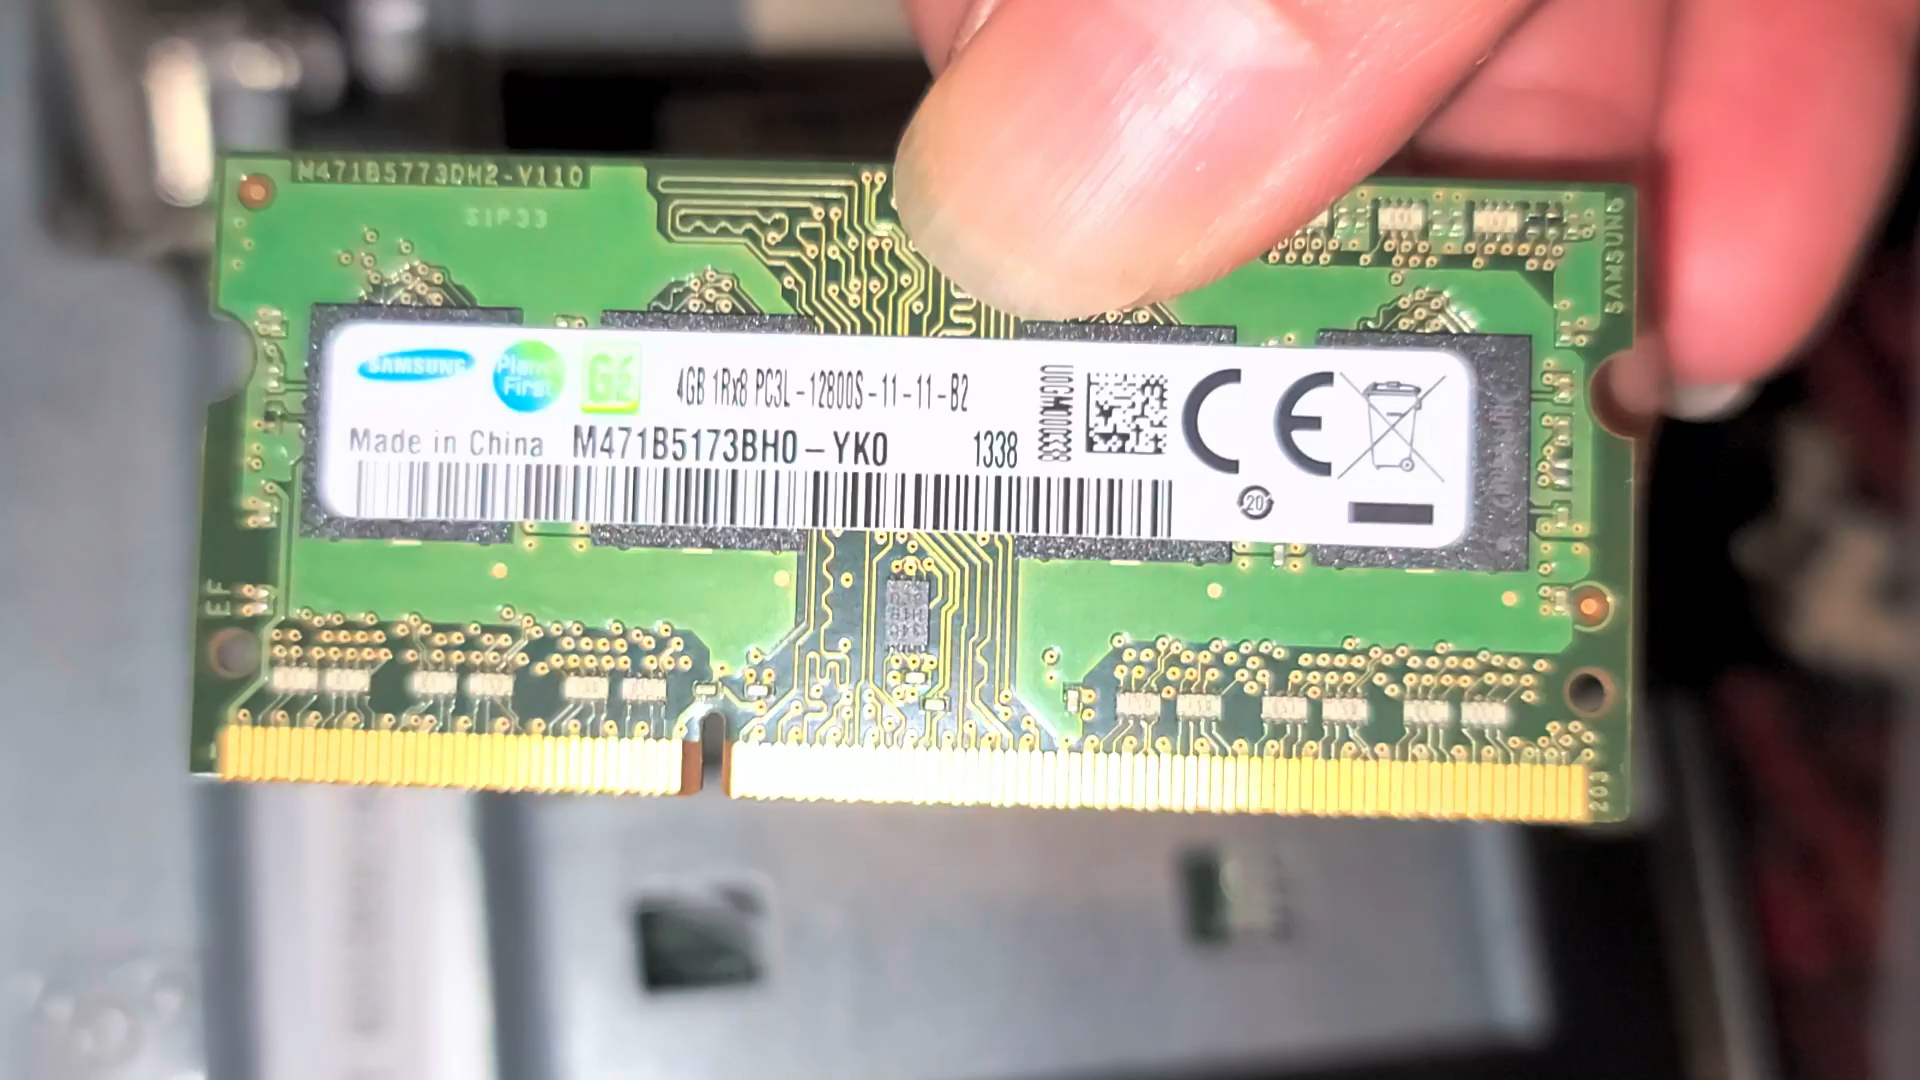 M471B5773DH2-V110
SIP33
SAMSUNG
SAMSUNG
Planet
First
4GB 1Rx8 PC3L-12800S-11-11-B2
Made in China M471B5173BH0-YK0 1338
20
EF
203